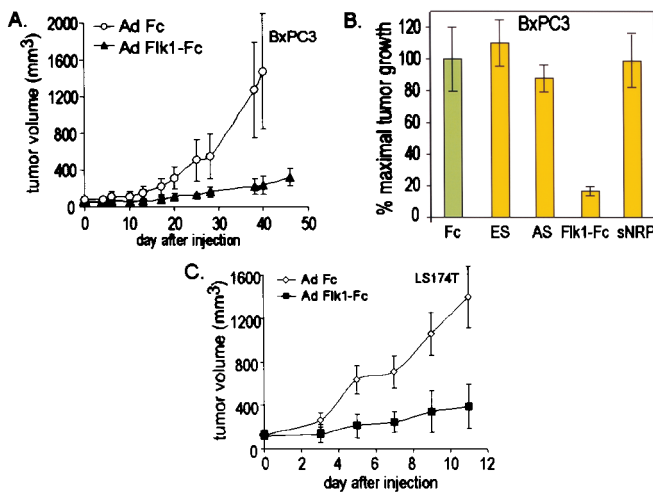 A.
Ad Fc
Ad Flk1-Fc
BxPC3
tumor volume (mm³)
2000
1600
1200
800
400
0
0 10 20 30 40 50
day after injection
B.
BxPC3
% maximal tumor growth
140
120
100
80
60
40
20
0
Fc ES AS Flk1-Fc sNRP
C.
Ad Fc
Ad Flk1-Fc
LS174T
tumor volume (mm³)
1600
1200
800
400
0
0 2 4 6 8 10 12
day after injection